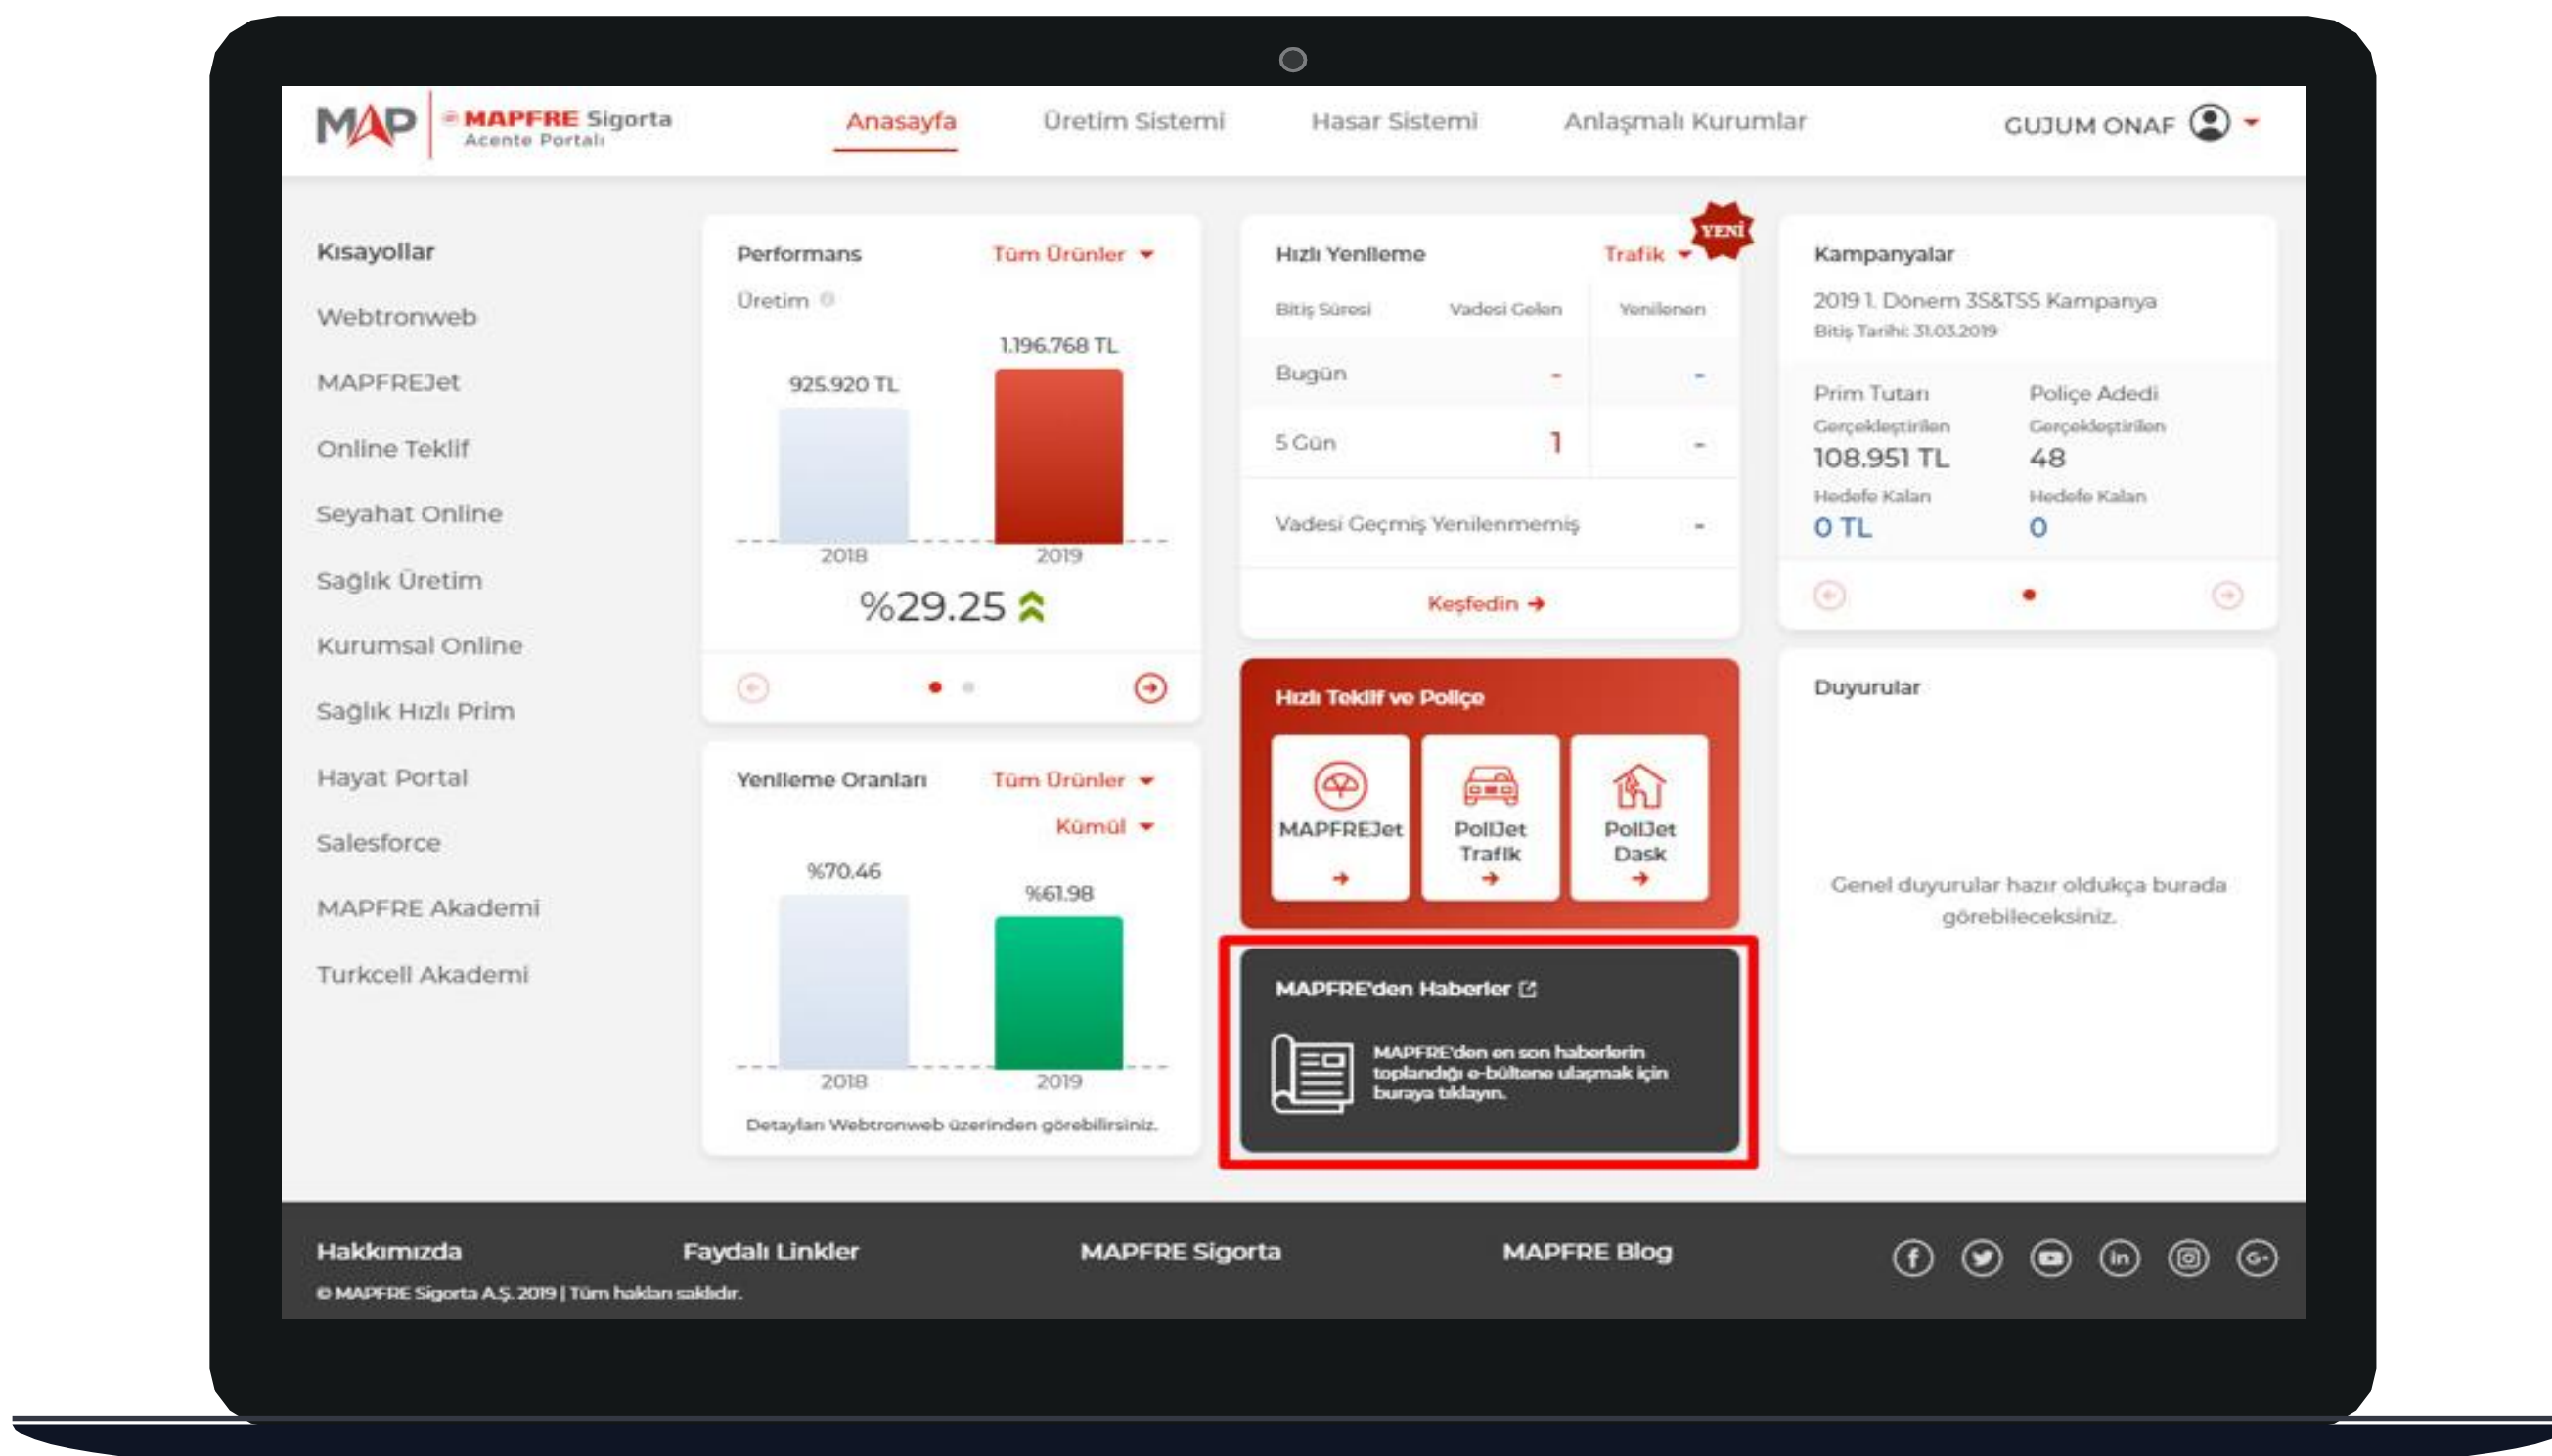 MAP
MAPFRE Sigorta
Acente Portalı
Anasayfa
Üretim Sistemi
Hasar Sistemi
Anlaşmalı Kurumlar
GUJUM ONAF
Kısayollar
Webtronweb
MAPFREJet
Online Teklif
Seyahat Online
Sağlık Üretim
Kurumsal Online
Sağlık Hızlı Prim
Hayat Portal
Salesforce
MAPFRE Akademi
Turkcell Akademi
Performans
Tüm Ürünler
Üretim
1.196.768 TL
925.920 TL
2018
2019
%29.25
Yenileme Oranları
Tüm Ürünler
Kümül
%70.46
%61.98
2018
2019
Detayları Webtronweb üzerinden görebilirsiniz.
Hızlı Yenileme
Trafik
YENİ
Bitiş Süresi
Vadesi Gelen
Yenilenen
Bugün
-
-
5 Gün
1
-
Vadesi Geçmiş Yenilenmemiş
-
Keşfedin
Hızlı Teklif ve Poliçe
MAPFREJet
PoliJet
Trafik
PoliJet
Dask
MAPFRE'den Haberler
MAPFRE'den en son haberlerin
toplandığı e-bültene ulaşmak için
buraya tıklayın.
Kampanyalar
2019 1. Dönem 3S&TSS Kampanya
Bitiş Tarihi: 31.03.2019
Prim Tutarı
Poliçe Adedi
Gerçekleştirilen
Gerçekleştirilen
108.951 TL
48
Hedefe Kalan
Hedefe Kalan
0 TL
0
Duyurular
Genel duyurular hazır oldukça burada
görebileceksiniz.
Hakkımızda
Faydalı Linkler
MAPFRE Sigorta
MAPFRE Blog
f
in
G+
© MAPFRE Sigorta A.Ş. 2019 | Tüm hakları saklıdır.